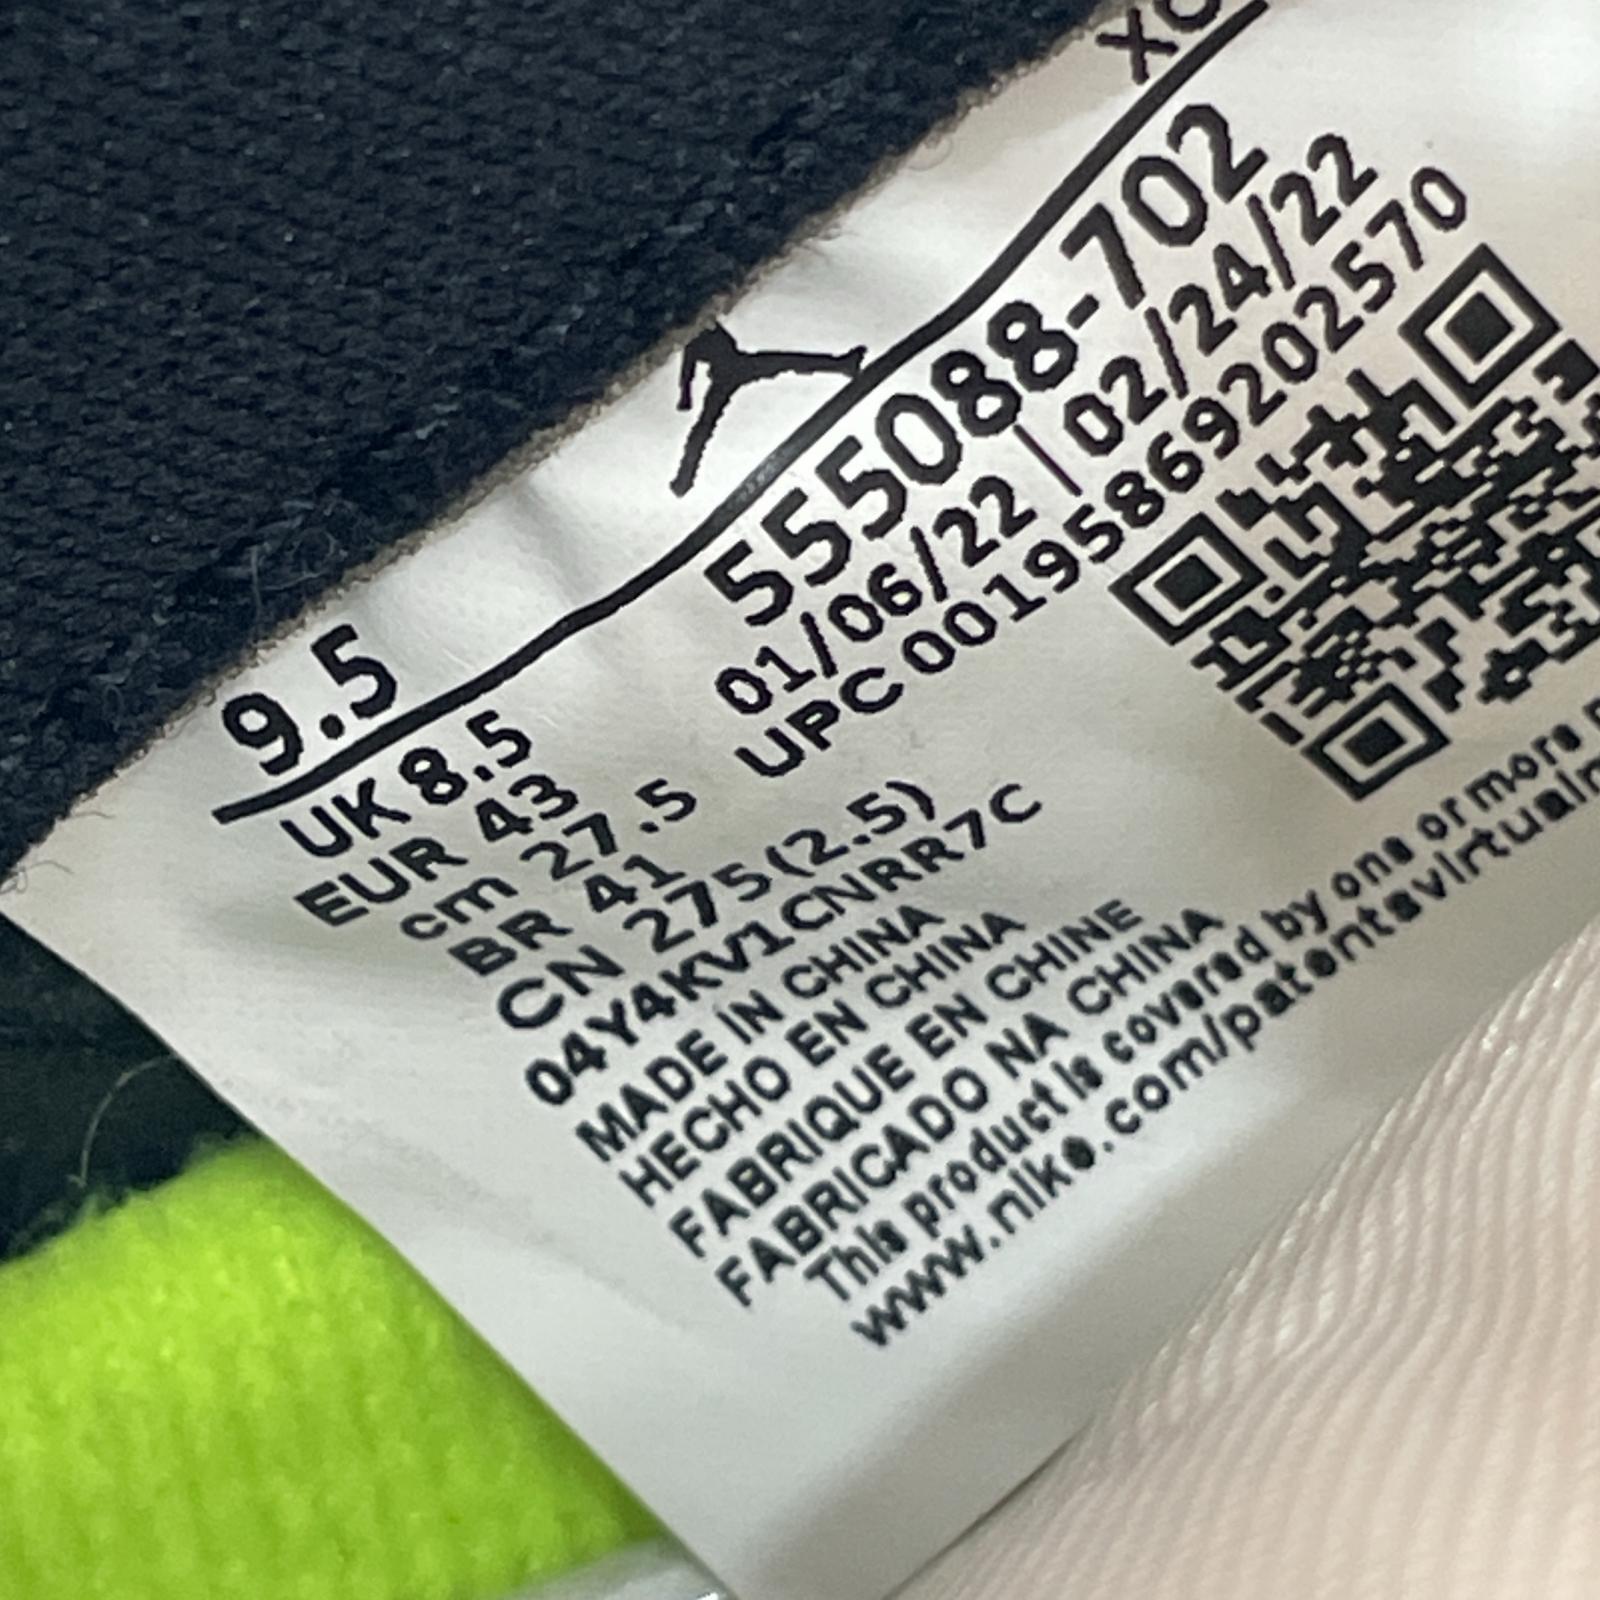 9.5
UK 8.5
EUR 43
cm 27.5
BR 41
CN 275(2.5)
04Y4KV1CNRR7C
MADE IN CHINA
HECHO EN CHINA
FABRIQUE EN CHINE
FABRICADO NA CHINA
This product is covered by one or more
www.nike.com/patentsvirtual
555088-702
01/06/22 | 02/24/22
UPC 00195869202570